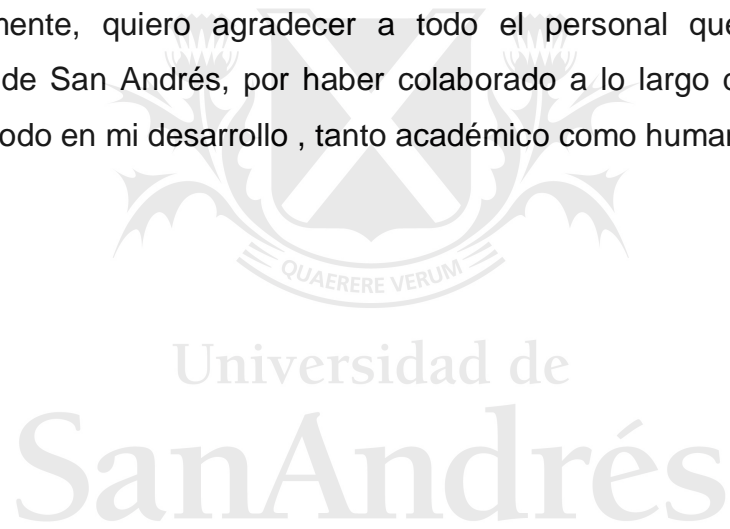 mente, quiero agradecer a todo el personal que
de San Andrés, por haber colaborado a lo largo
odo en mi desarrollo , tanto académico como huma
QUAERERE VERUM
Universidad de
SanAndrés